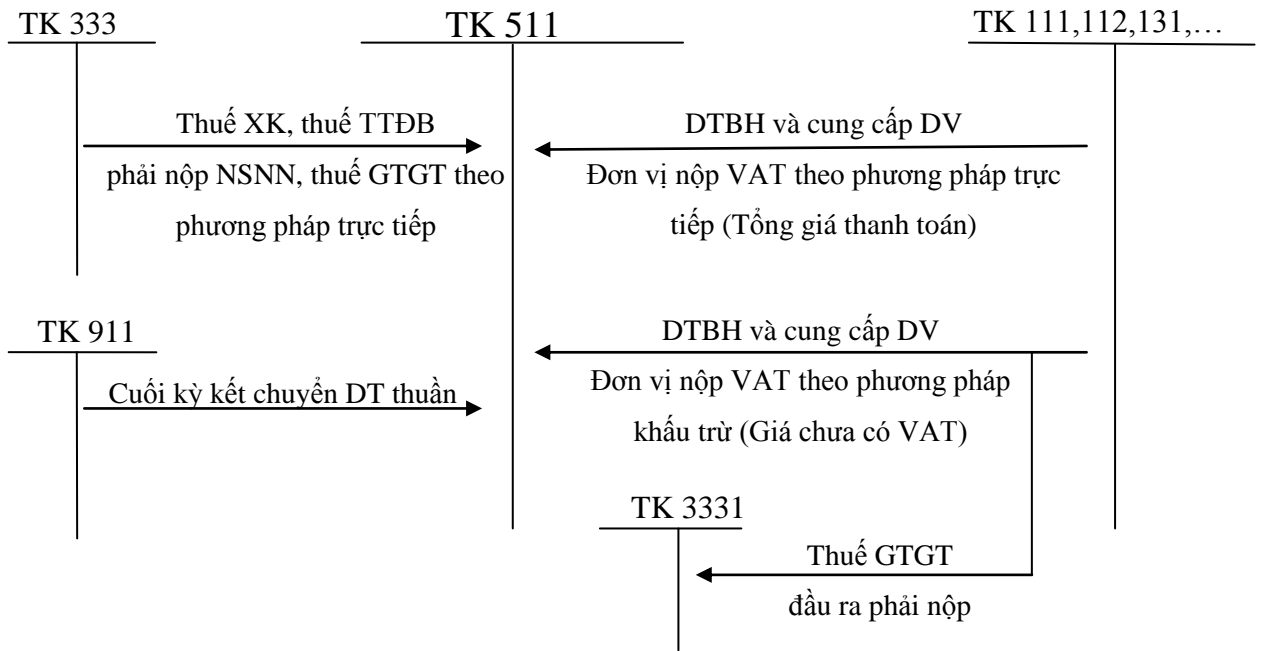 TK 333
TK 511
TK 111,112,131,…
Thuế XK, thuế TTĐB
phải nộp NSNN, thuế GTGT theo
phương pháp trực tiếp
DTBH và cung cấp DV
Đơn vị nộp VAT theo phương pháp trực
tiếp (Tổng giá thanh toán)
TK 911
Cuối kỳ kết chuyển DT thuần
DTBH và cung cấp DV
Đơn vị nộp VAT theo phương pháp
khấu trừ (Giá chưa có VAT)
TK 3331
Thuế GTGT
đầu ra phải nộp